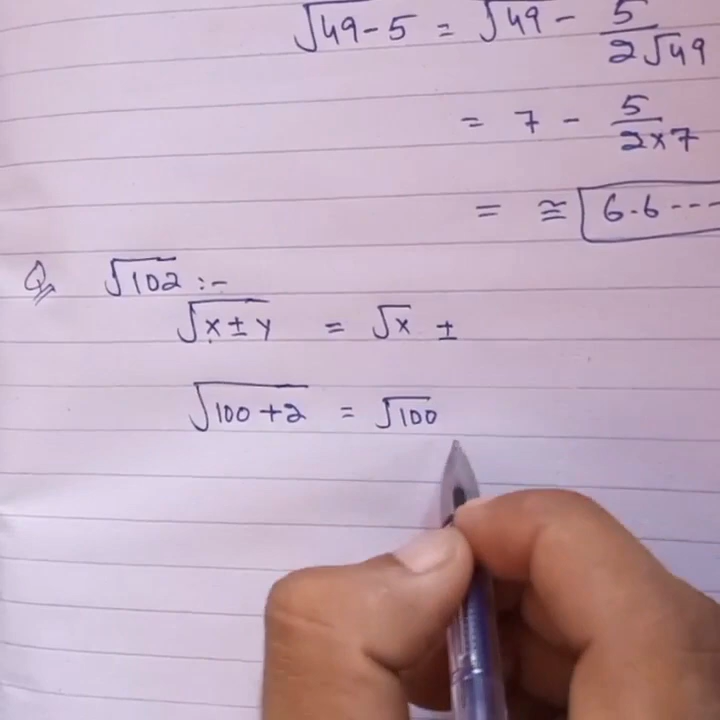 √49-5 = √49 - 5/2√49
= 7 - 5/2×7
= ≅ 6.6---
Q √102 :-
√x±y = √x ±
√100+2 = √100